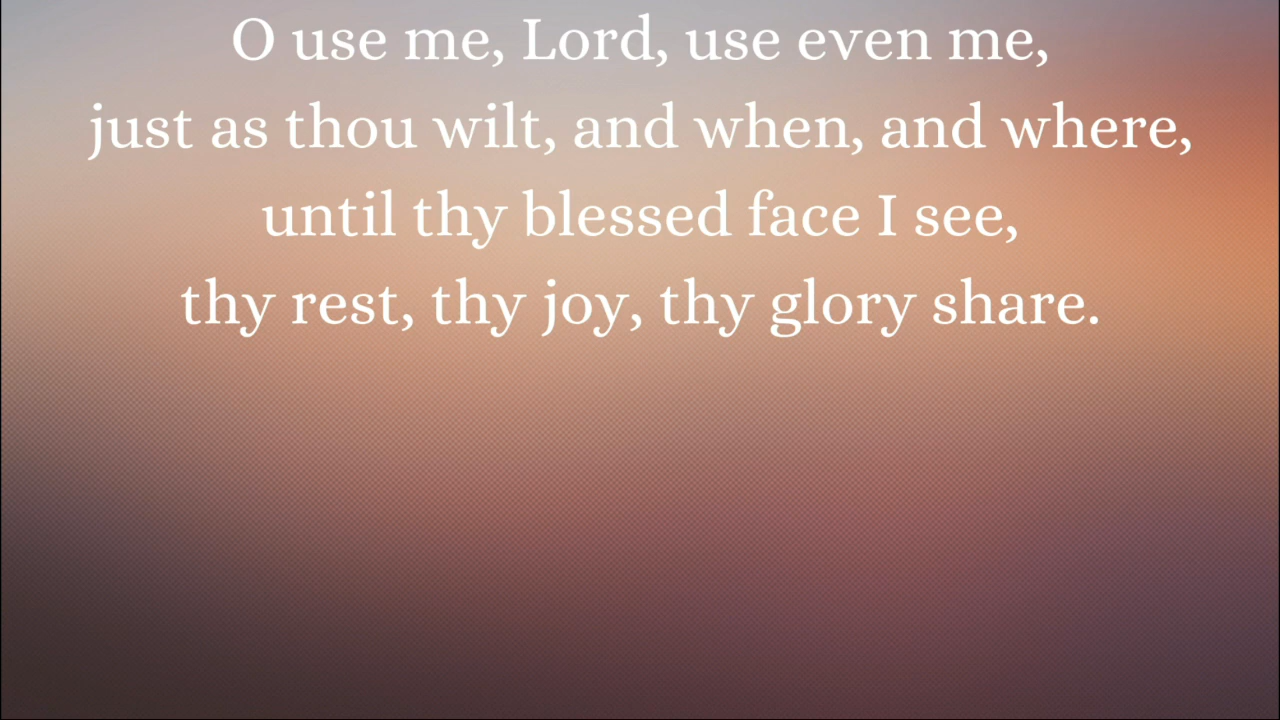 O use me, Lord, use even me,
just as thou wilt, and when, and where,
until thy blessed face I see,
thy rest, thy joy, thy glory share.